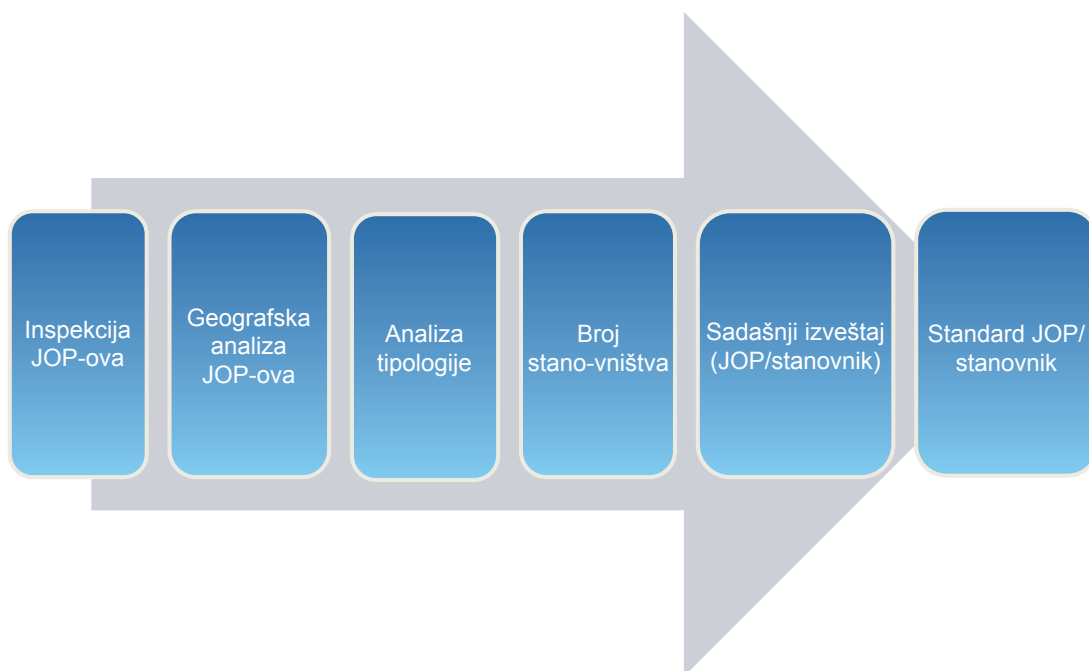 Inspekcija
JOP-ova
Geografska
analiza
JOP-ova
Analiza
tipologije
Broj
stano-vništva
Sadašnji izveštaj
(JOP/stanovnik)
Standard JOP/
stanovnik